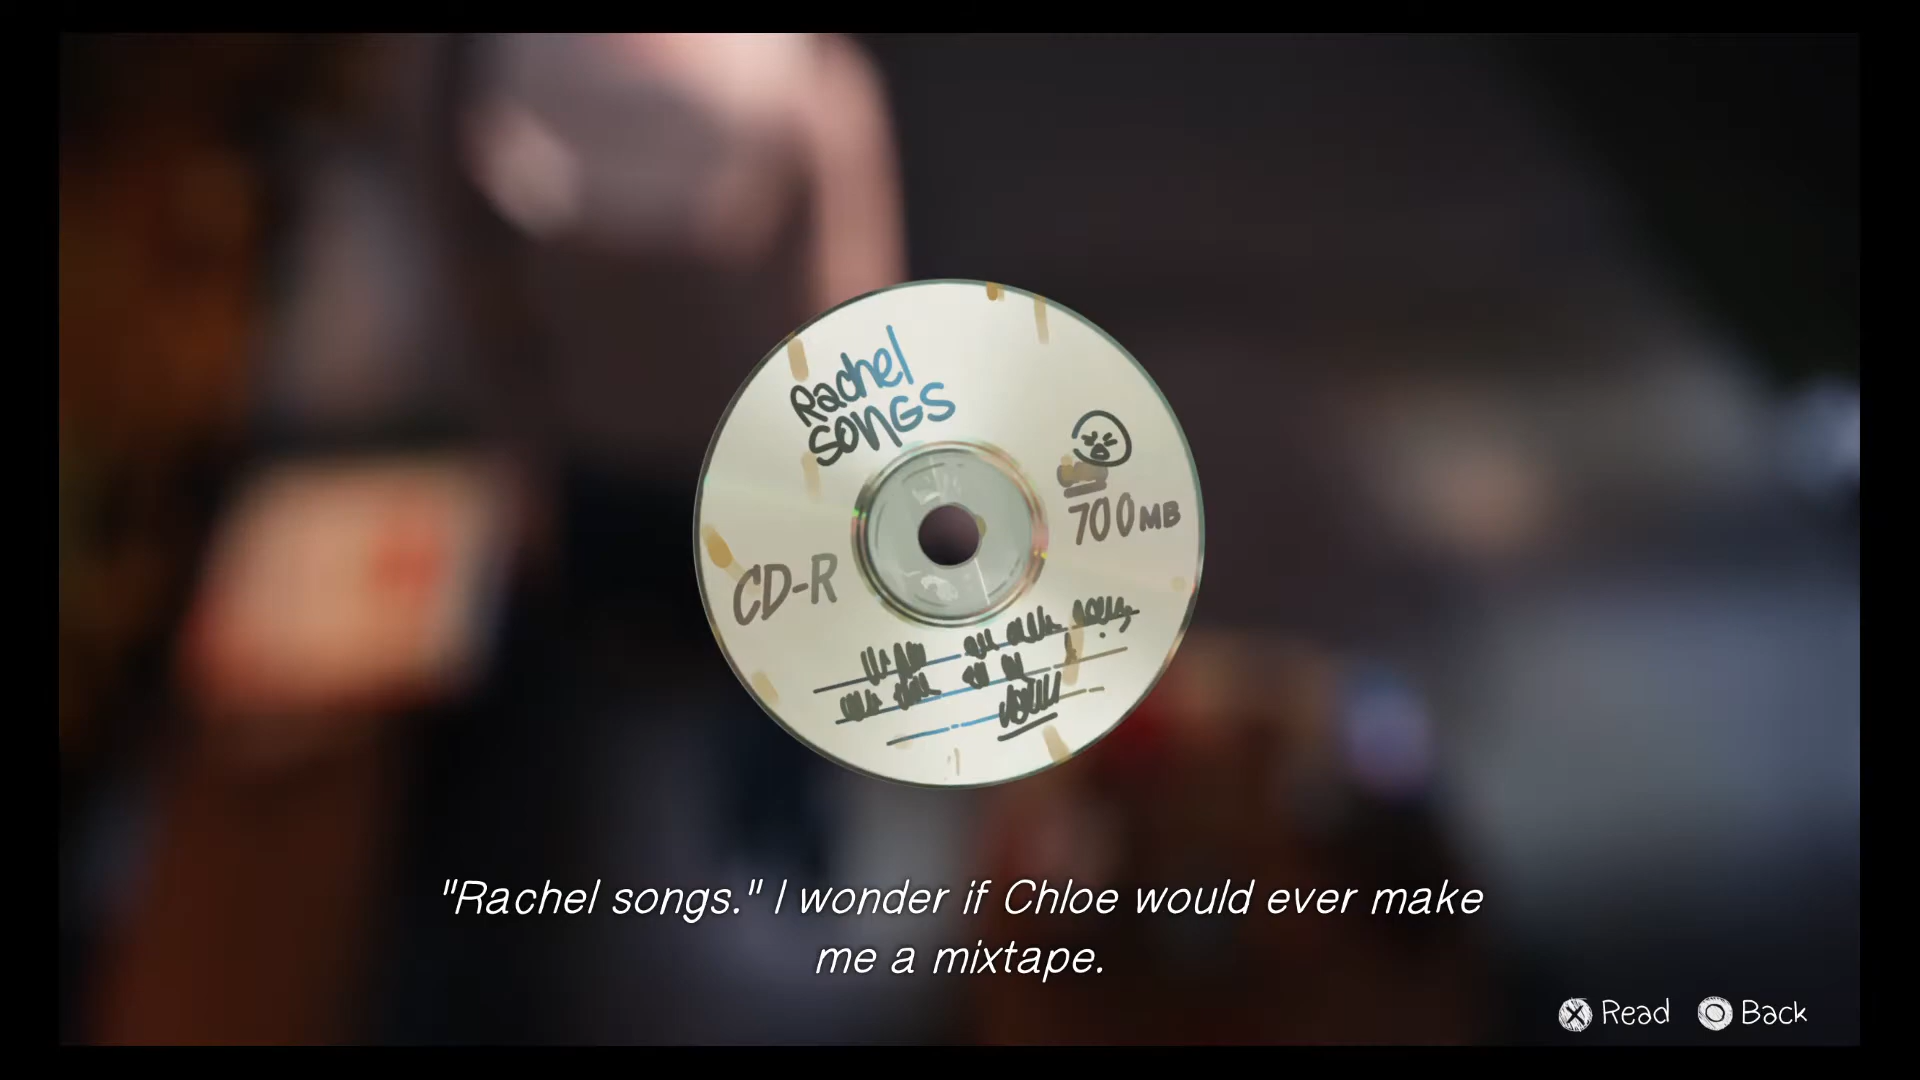 Rachel
SONGS
700MB
CD-R
"Rachel songs." I wonder if Chloe would ever make
me a mixtape.
Read Back